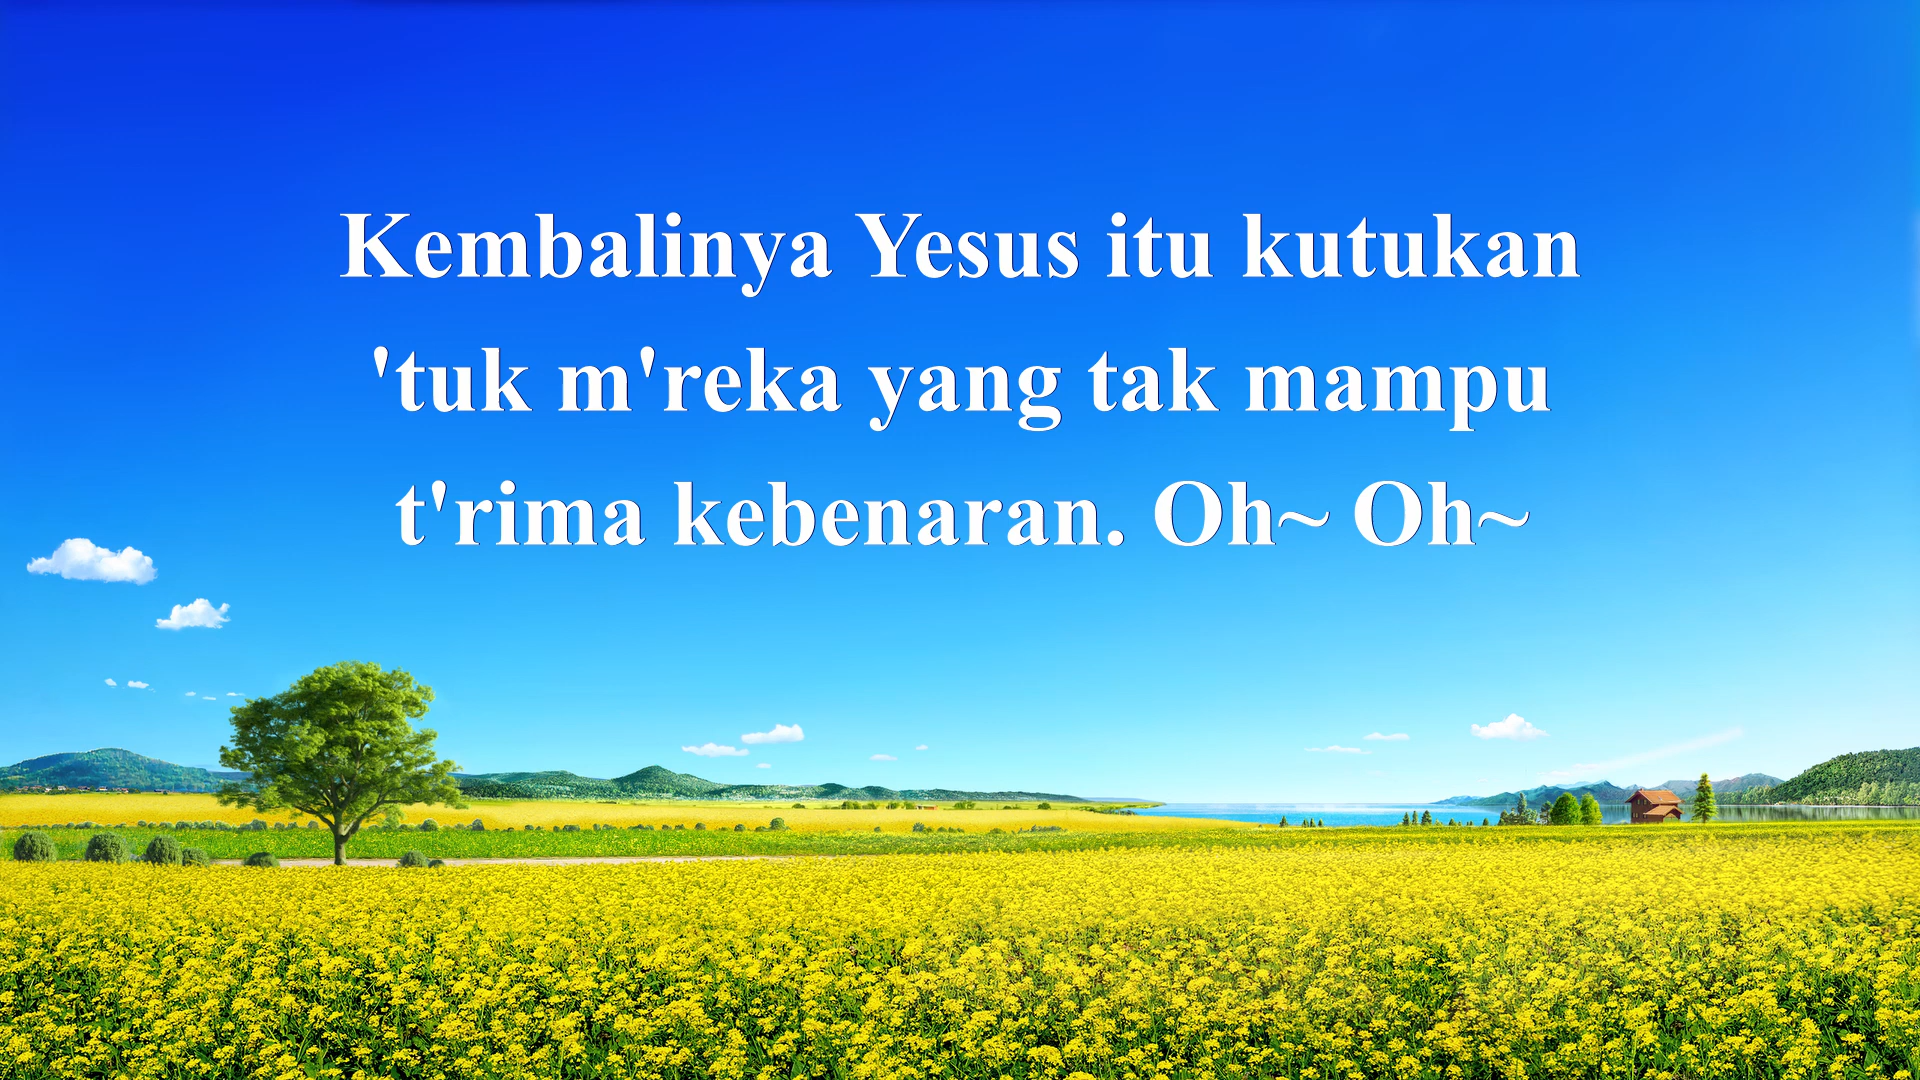 Kembalinya Yesus itu kutukan
'tuk m'reka yang tak mampu
t'rima kebenaran. Oh~ Oh~